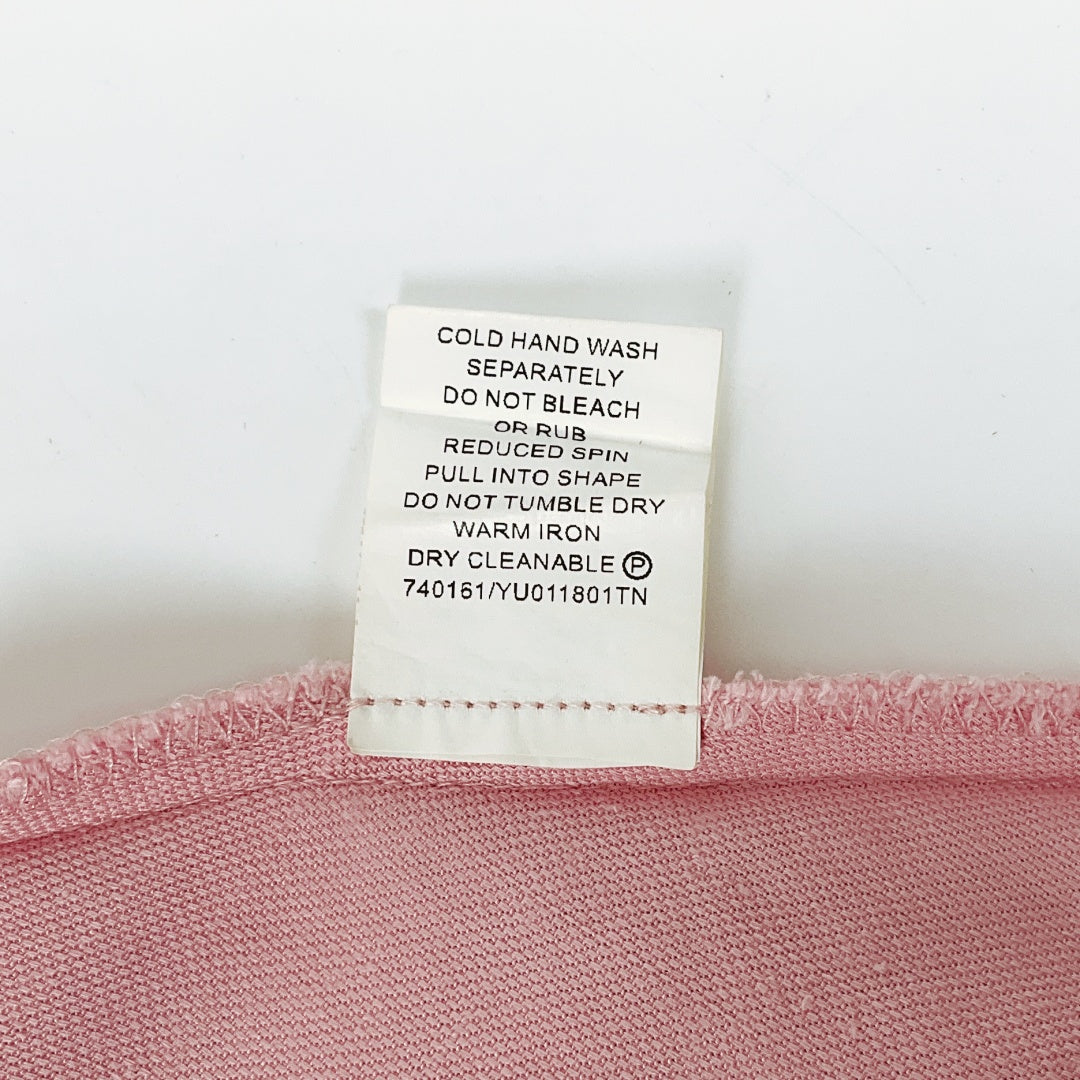 COLD HAND WASH
SEPARATELY
DO NOT BLEACH
OR RUB
REDUCED SPIN
PULL INTO SHAPE
DO NOT TUMBLE DRY
WARM IRON
DRY CLEANABLE Ⓟ
740161/YU011801TN